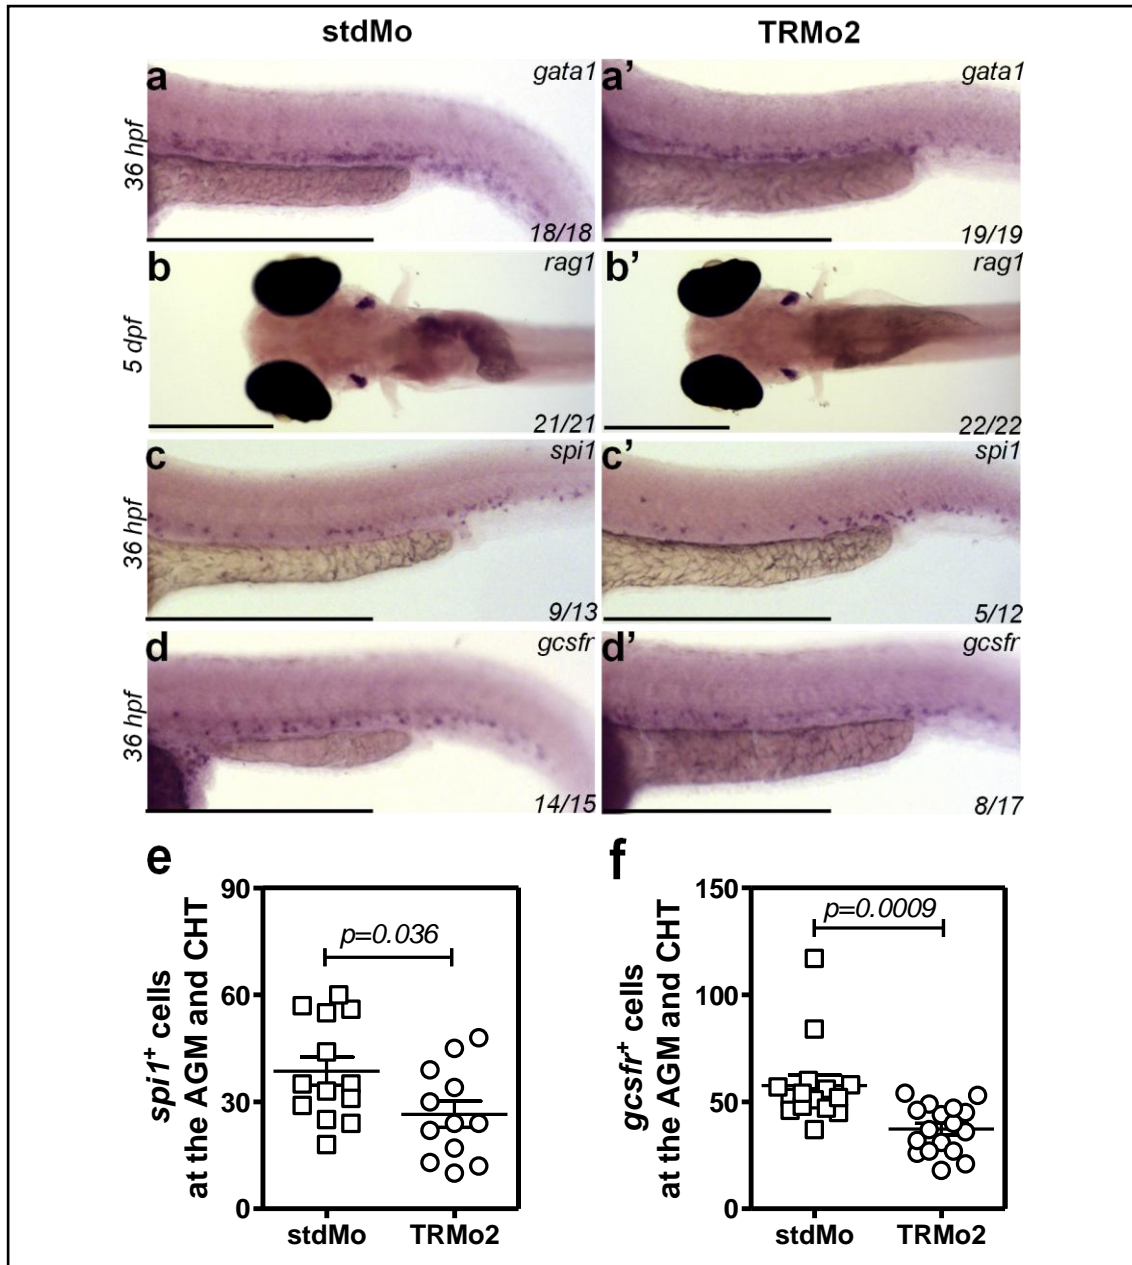 stdMo TRMo2
a gata1 a' gata1
36 hpf
18/18 19/19
b rag1 b' rag1
5 dpf
21/21 22/22
c spi1 c' spi1
36 hpf
9/13 5/12
d gcsfr d' gcsfr
36 hpf
14/15 8/17
e
spi1⁺ cells
at the AGM and CHT
90
60
30
0
p=0.036
stdMo TRMo2
f
gcsfr⁺ cells
at the AGM and CHT
150
100
50
0
p=0.0009
stdMo TRMo2